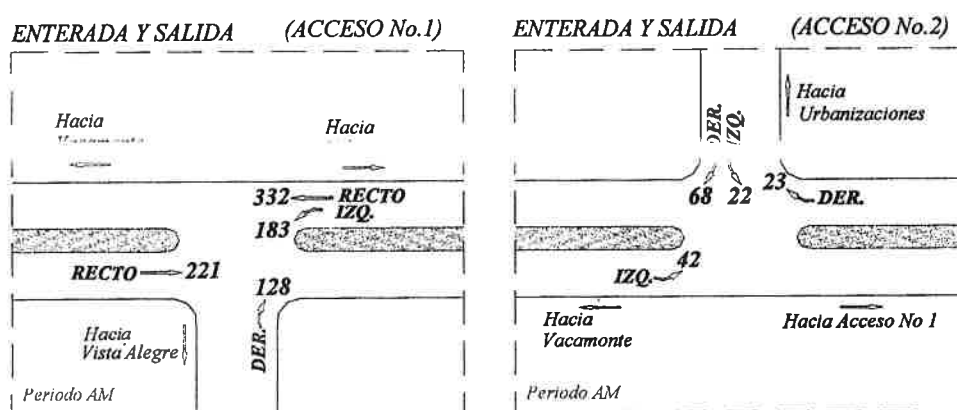 ENTERADA Y SALIDA (ACCESO No.1)
Hacia
Hacia
332 RECTO
IZQ.
183
RECTO 221
128
DER.
Hacia
Vista Alegre
Periodo AM
ENTERADA Y SALIDA (ACCESO No.2)
Hacia
Urbanizaciones
DER.
IZQ.
68 22 23
DER.
42
IZQ.
Hacia
Vacamonte
Hacia Acceso No 1
Periodo AM